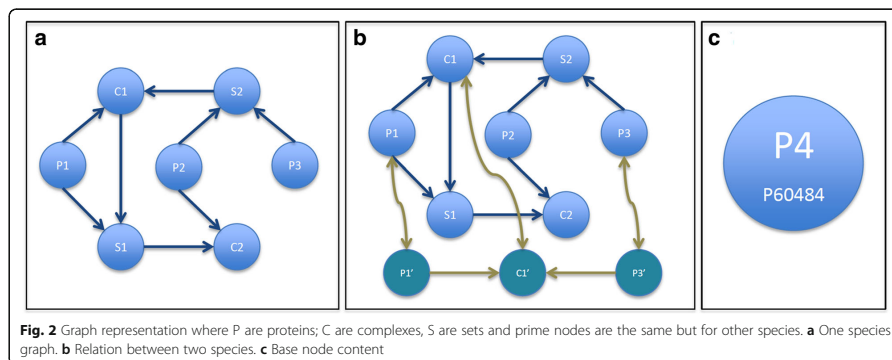 a
b
c
C1
S2
P1
P2
P3
S1
C2
C1
S2
P1
P2
P3
S1
C2
P1′
C1′
P3′
P4
P60484
Fig. 2 Graph representation where P are proteins; C are complexes, S are sets and prime nodes are the same but for other species. a One species
graph. b Relation between two species. c Base node content